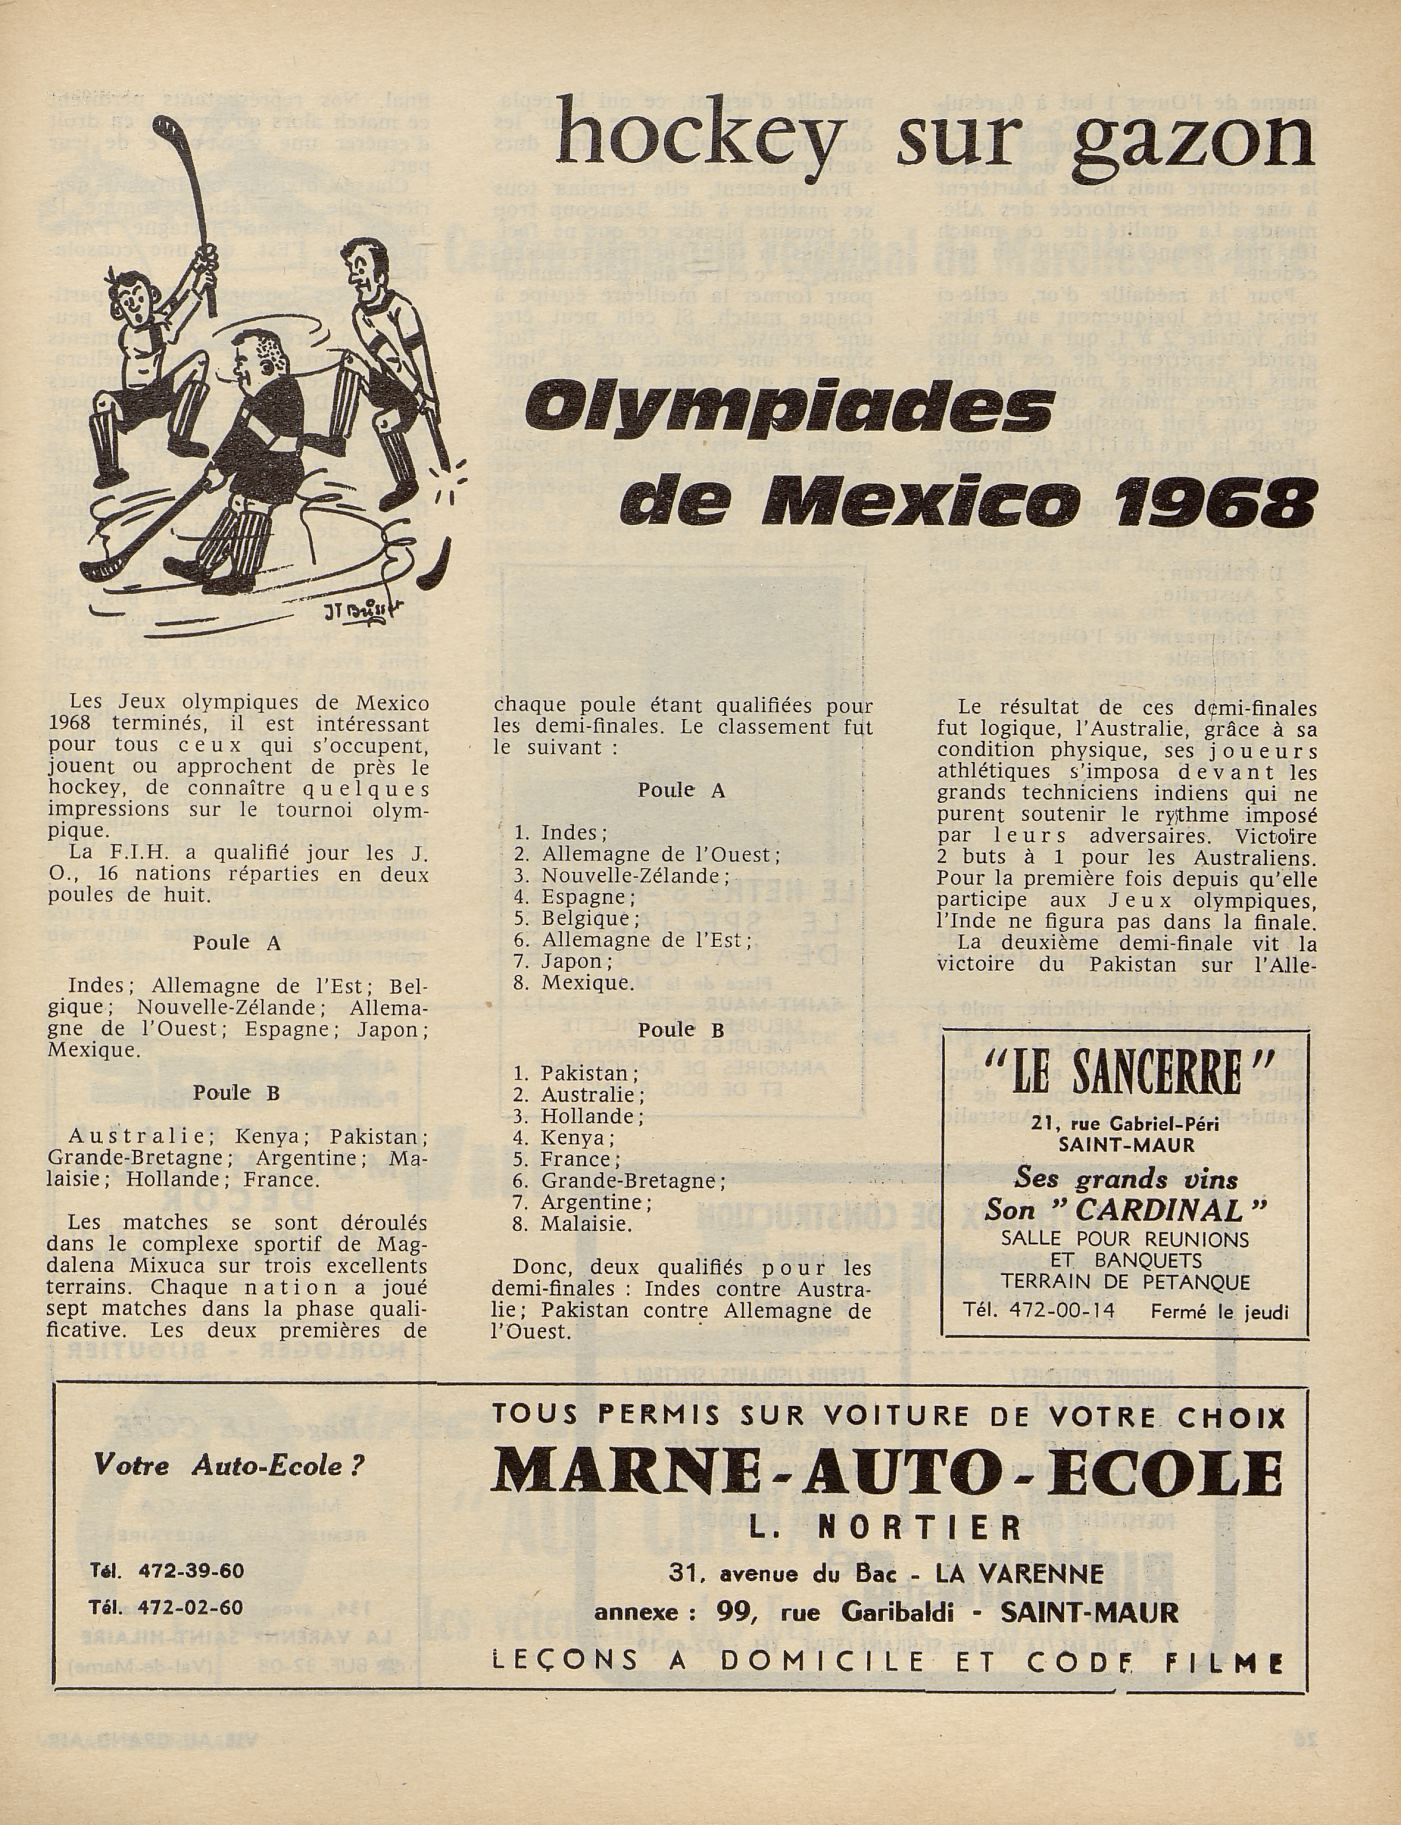 hockey sur gazon
Olympiades
de Mexico 1968
Les Jeux olympiques de Mexico
1968 terminés, il est intéressant
pour tous ceux qui s'occupent,
jouent ou approchent de près le
hockey, de connaître quelques
impressions sur le tournoi olym-
pique.
La F.I.H. a qualifié jour les J.
O., 16 nations réparties en deux
poules de huit.
Poule A
Indes; Allemagne de l'Est; Bel-
gique; Nouvelle-Zélande; Allema-
gne de l'Ouest; Espagne; Japon;
Mexique.
Poule B
Australie; Kenya; Pakistan;
Grande-Bretagne; Argentine; Ma-
laisie; Hollande; France.
Les matches se sont déroulés
dans le complexe sportif de Mag-
dalena Mixuca sur trois excellents
terrains. Chaque nation a joué
sept matches dans la phase quali-
ficative. Les deux premières de
chaque poule étant qualifiées pour
les demi-finales. Le classement fut
le suivant :
Poule A
1. Indes;
2. Allemagne de l'Ouest;
3. Nouvelle-Zélande;
4. Espagne;
5. Belgique;
6. Allemagne de l'Est;
7. Japon;
8. Mexique.
Poule B
1. Pakistan;
2. Australie;
3. Hollande;
4. Kenya;
5. France;
6. Grande-Bretagne;
7. Argentine;
8. Malaisie.
Donc, deux qualifiés pour les
demi-finales : Indes contre Austra-
lie; Pakistan contre Allemagne de
l'Ouest.
Le résultat de ces demi-finales
fut logique, l'Australie, grâce à sa
condition physique, ses joueurs
athlétiques s'imposa devant les
grands techniciens indiens qui ne
purent soutenir le rythme imposé
par leurs adversaires. Victoire
2 buts à 1 pour les Australiens.
Pour la première fois depuis qu'elle
participe aux Jeux olympiques,
l'Inde ne figura pas dans la finale.
La deuxième demi-finale vit la
victoire du Pakistan sur l'Alle-
"LE SANCERRE"
21, rue Gabriel-Péri
SAINT-MAUR
Ses grands vins
Son "CARDINAL"
SALLE POUR REUNIONS
ET BANQUETS
TERRAIN DE PETANQUE
Tél. 472-00-14 Fermé le jeudi
Votre Auto-Ecole ?
Tél. 472-39-60
Tél. 472-02-60
TOUS PERMIS SUR VOITURE DE VOTRE CHOIX
MARNE-AUTO-ECOLE
L. NORTIER
31, avenue du Bac - LA VARENNE
annexe : 99, rue Garibaldi - SAINT-MAUR
LEÇONS A DOMICILE ET CODE FILME